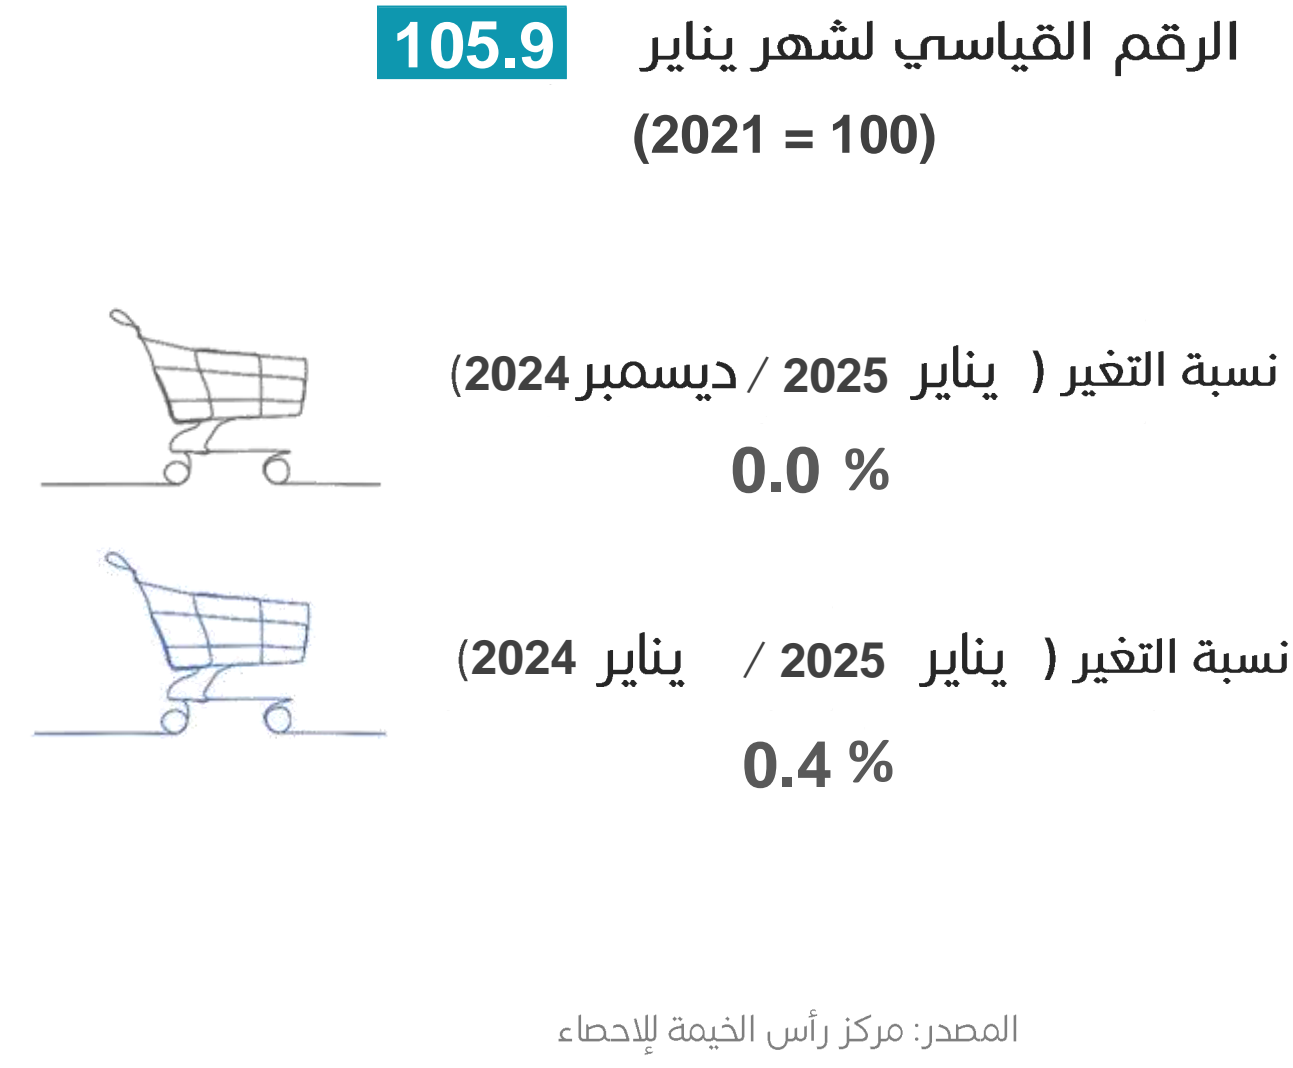 الرقم القياسي لشهر يناير 105.9
(2021 = 100)
نسبة التغير ( يناير 2025 / ديسمبر 2024)
0.0 %
نسبة التغير ( يناير 2025 / يناير 2024)
0.4 %
المصدر: مركز رأس الخيمة للاحصاء